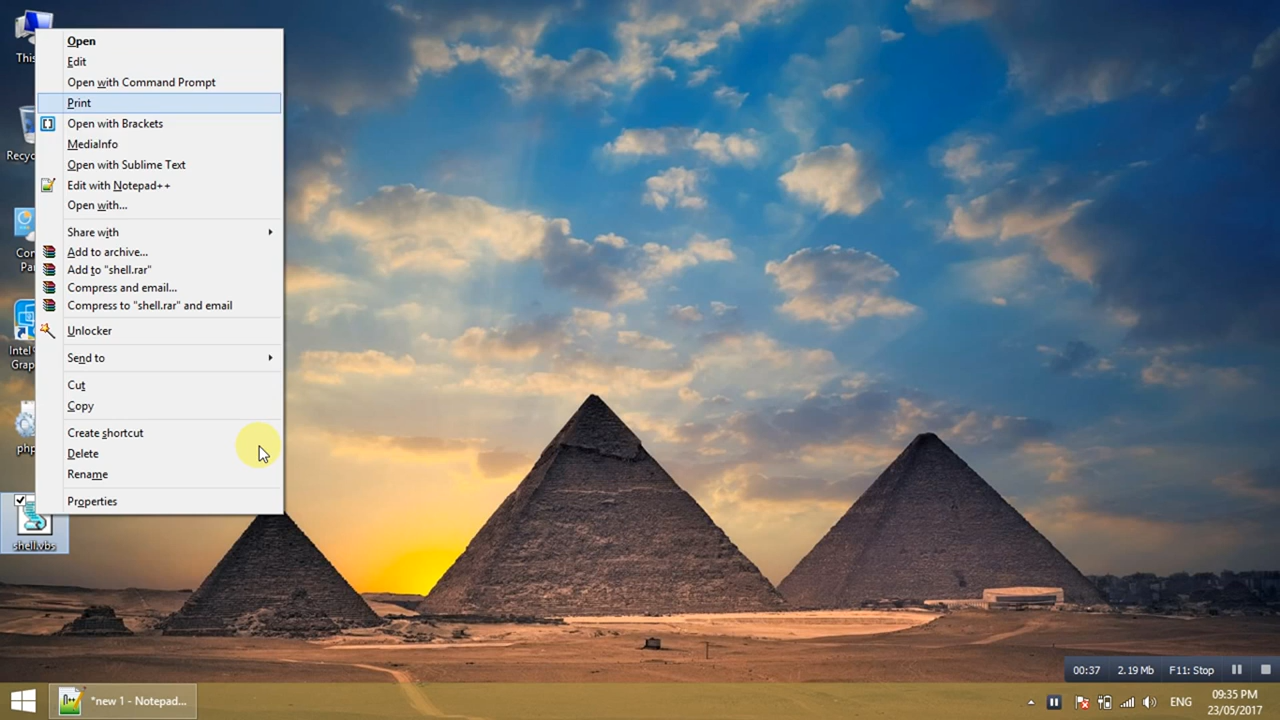 This
Open
Edit
Open with Command Prompt
Print
Open with Brackets
MediaInfo
Open with Sublime Text
Edit with Notepad++
Open with...
Share with
Add to archive...
Add to "shell.rar"
Compress and email...
Compress to "shell.rar" and email
Unlocker
Send to
Cut
Copy
Create shortcut
Delete
Rename
Properties
Recyc
Con
Pan
Intel
Grap
php
shell.vbs
00:37
2.19 Mb
F11: Stop
*new 1 - Notepad...
ENG
09:35 PM
23/05/2017